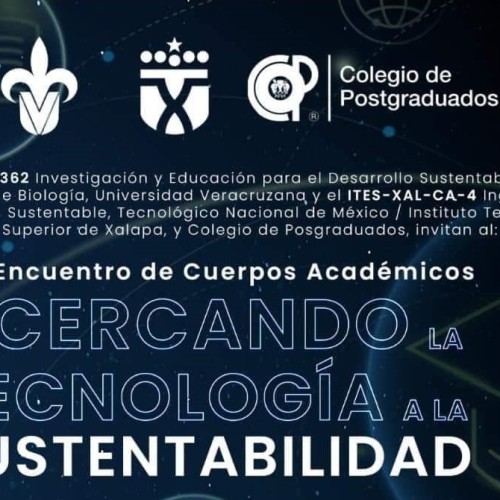 Colegio de
Postgraduados
®
362 Investigación y Educación para el Desarrollo Sustentab
e Biología, Universidad Veracruzana y el ITES-XAL-CA-4 Ing
Sustentable, Tecnológico Nacional de México / Instituto Te
Superior de Xalapa, y Colegio de Posgraduados, invitan al:
Encuentro de Cuerpos Académicos
CERCANDO LA
ECNOLOGÍA A LA
USTENTABILIDAD